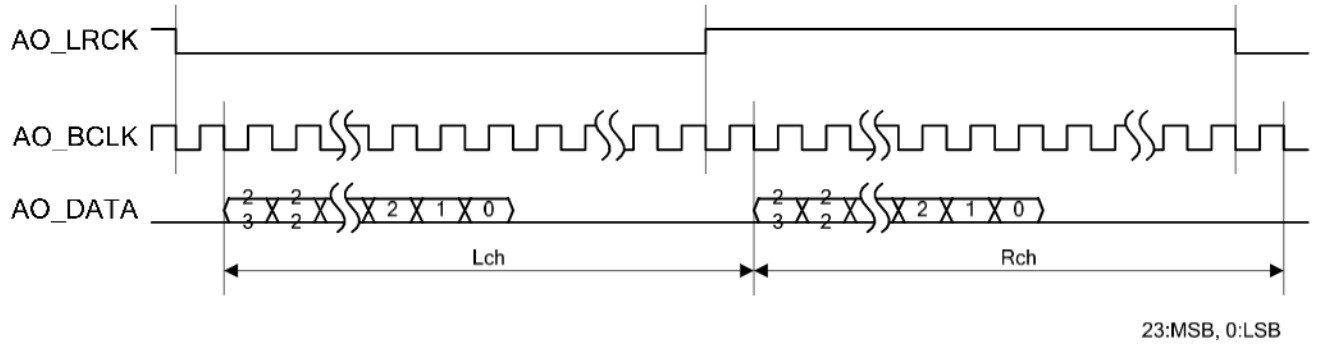 AO_LRCK
AO_BCLK
AO_DATA
23 22 2 1 0 23 22 2 1 0
Lch Rch
23:MSB, 0:LSB